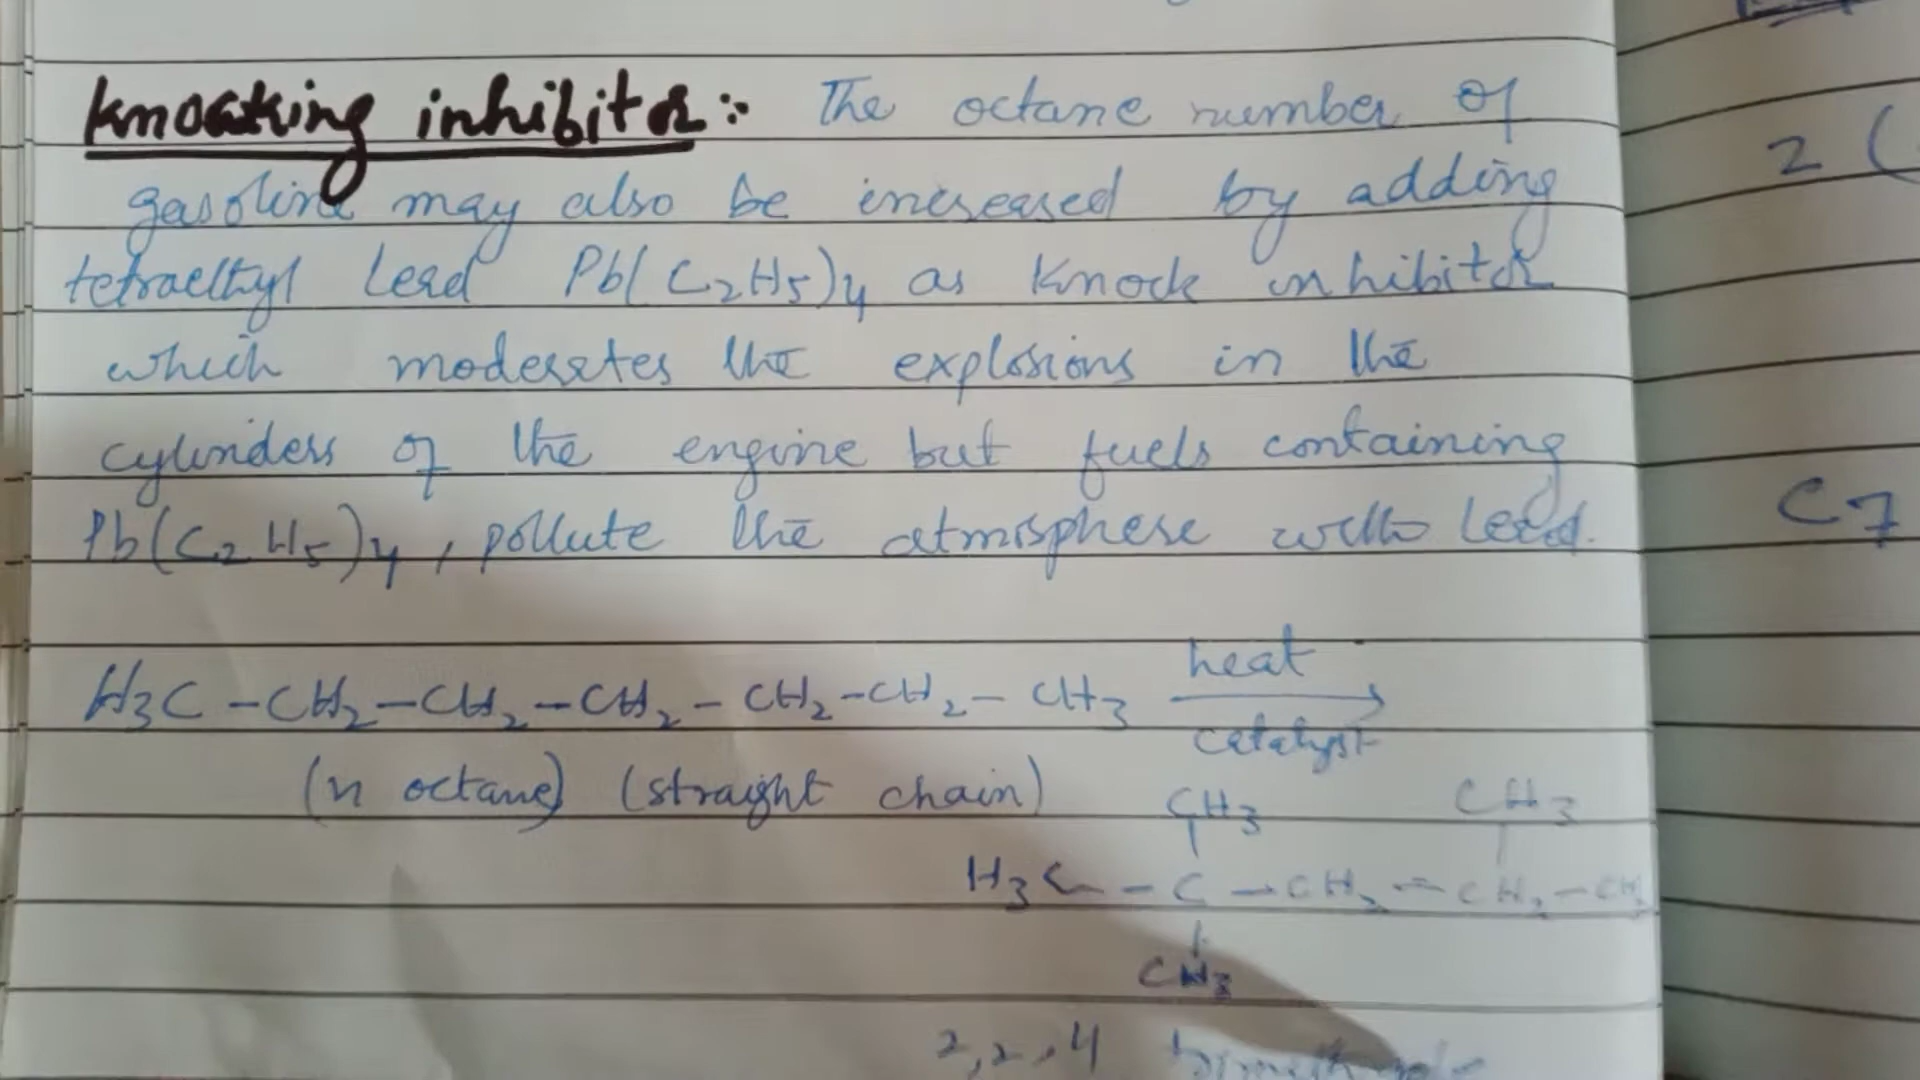 Knocking inhibitor :- The octane number of
gasoline may also be increased by adding
tetraethyl lead Pb(C2H5)4 as knock inhibitor
which moderates the explosions in the
cylinders of the engine but fuels containing
Pb(C2H5)4, pollute the atmosphere with lead.
H3C-CH2-CH2-CH2-CH2-CH2-CH3 heat
catalyst
(n octane) (straight chain)
CH3 CH3
H3C-C-CH2-CH2-CH3
CH3
2,2,4
2 (
C7